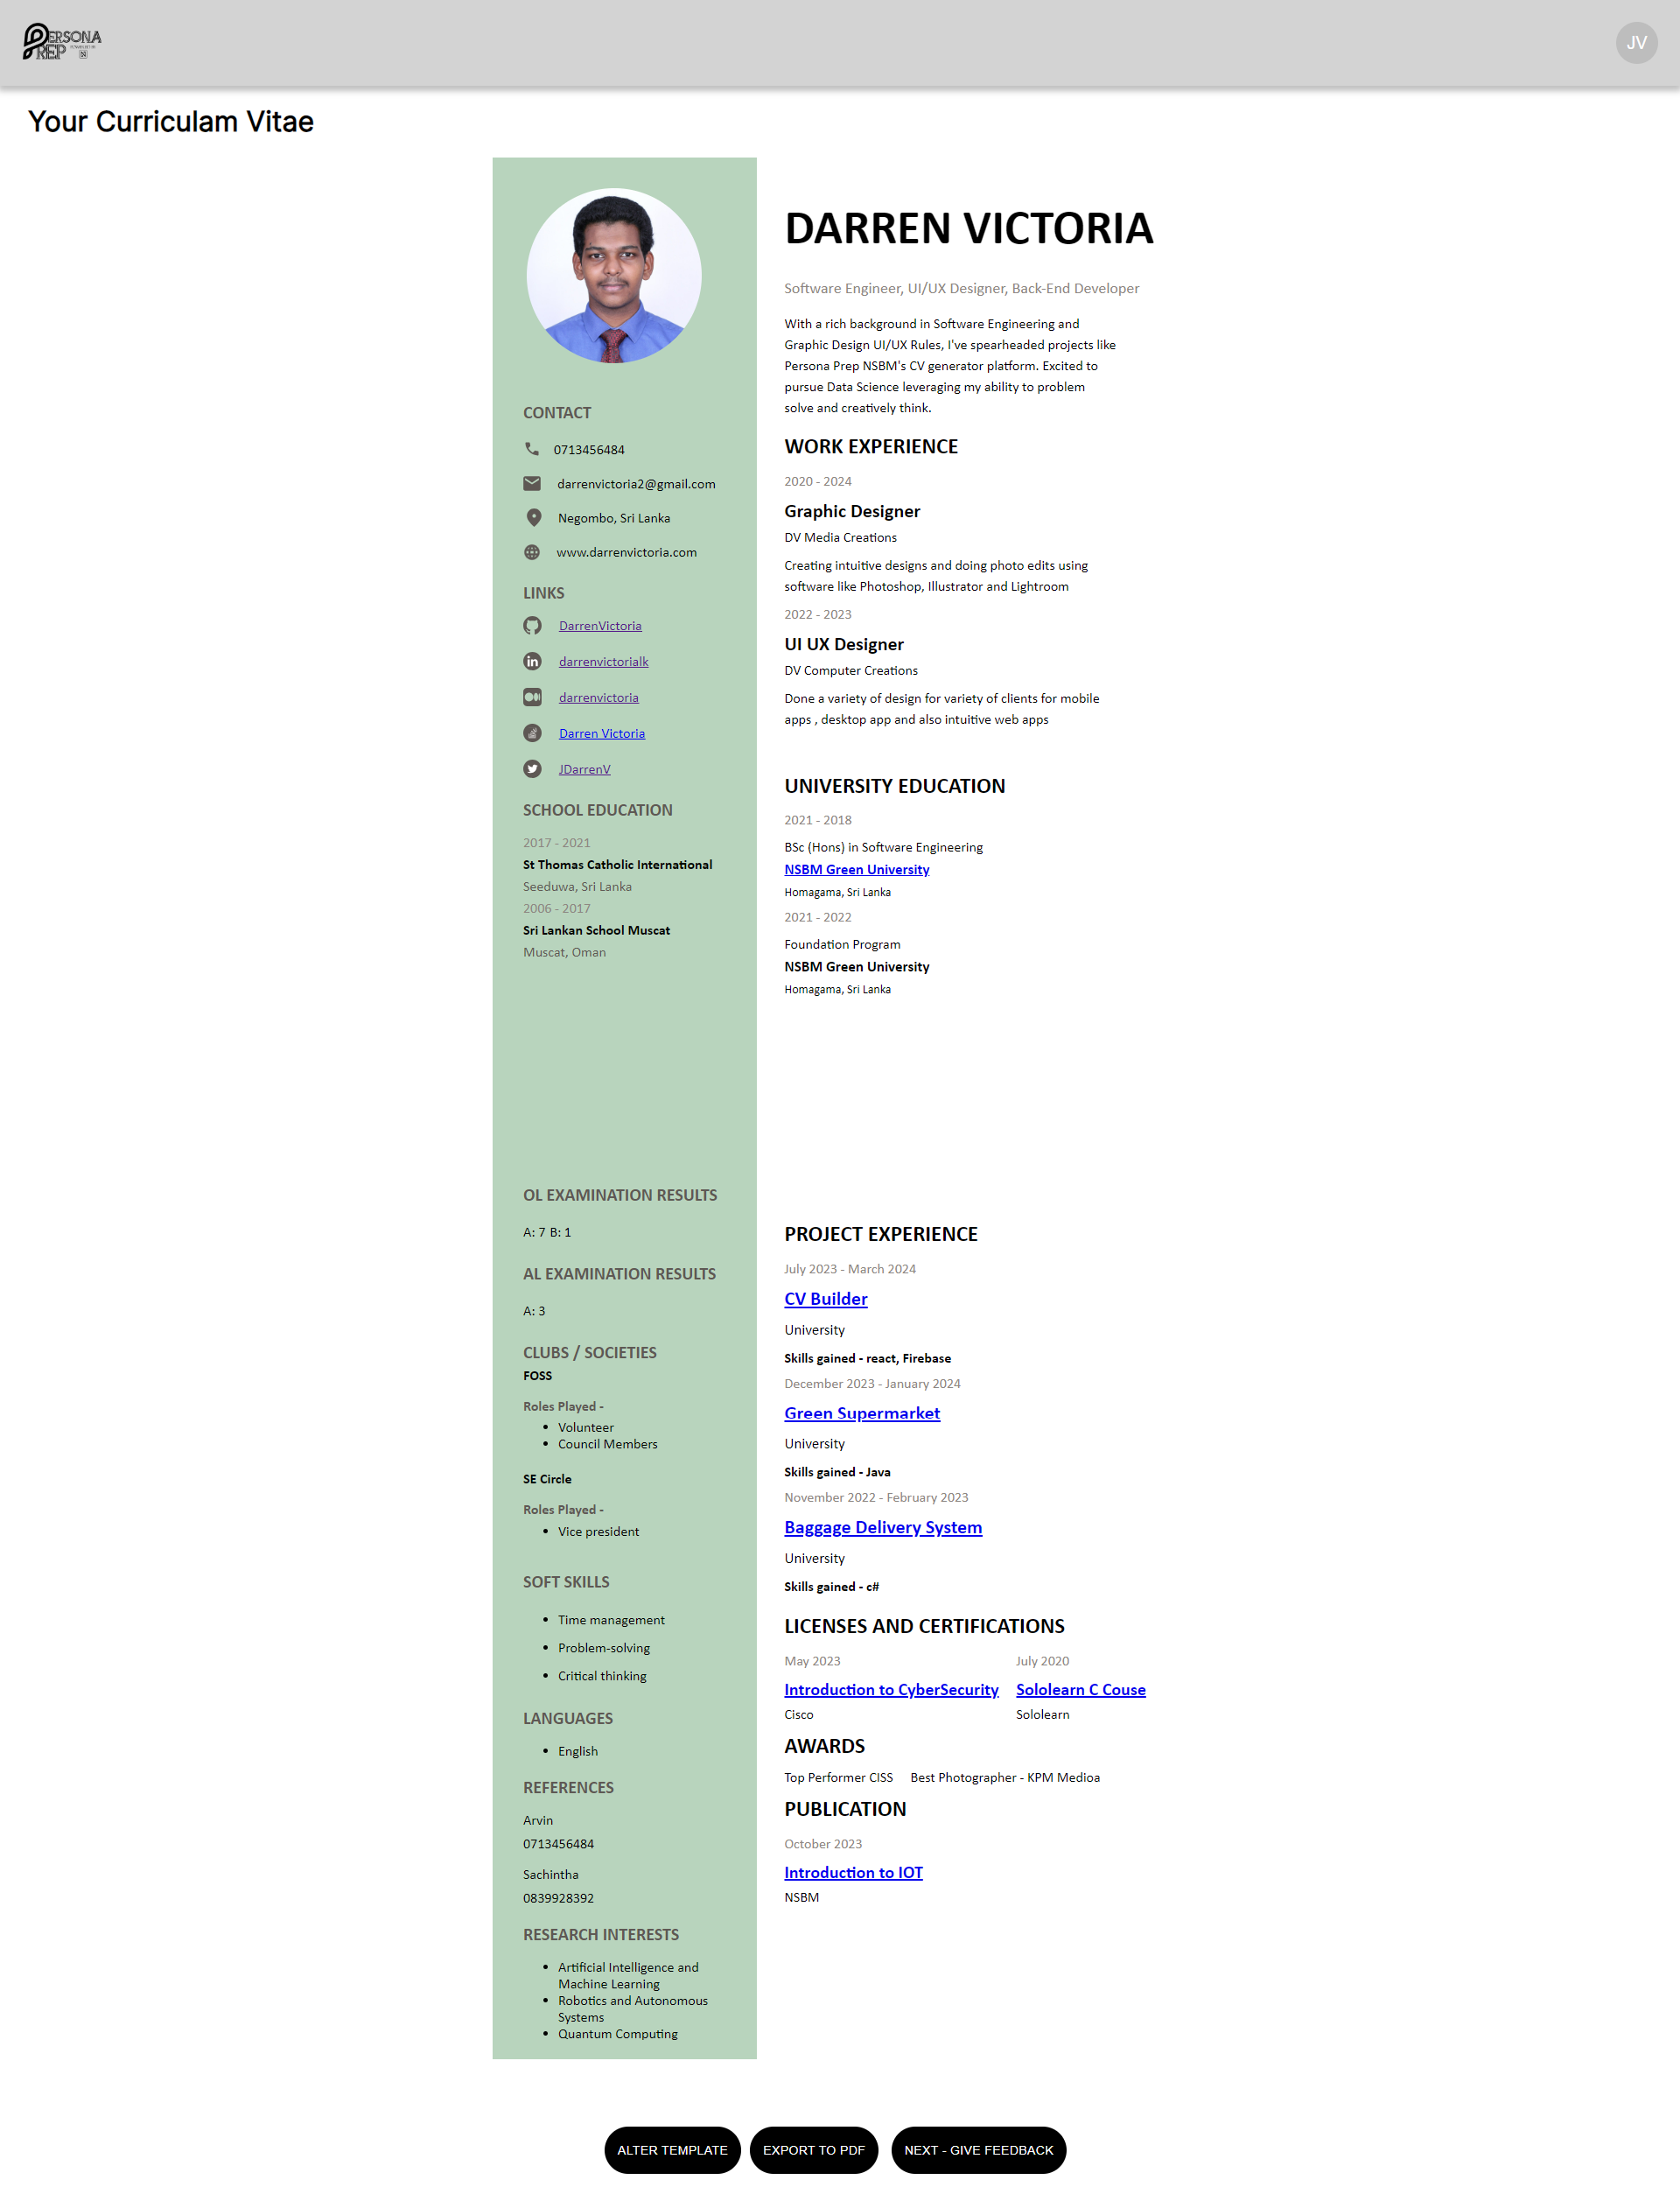 PERSONA
PREP
JV
Your Curriculam Vitae
CONTACT
0713456484
darrenvictoria2@gmail.com
Negombo, Sri Lanka
www.darrenvictoria.com
LINKS
DarrenVictoria
darrenvictorialk
darrenvictoria
Darren Victoria
JDarrenV
SCHOOL EDUCATION
2017 - 2021
St Thomas Catholic International
Seeduwa, Sri Lanka
2006 - 2017
Sri Lankan School Muscat
Muscat, Oman
OL EXAMINATION RESULTS
A: 7 B: 1
AL EXAMINATION RESULTS
A: 3
CLUBS / SOCIETIES
FOSS
Roles Played -
• Volunteer
• Council Members
SE Circle
Roles Played -
• Vice president
SOFT SKILLS
• Time management
• Problem-solving
• Critical thinking
LANGUAGES
• English
REFERENCES
Arvin
0713456484
Sachintha
0839928392
RESEARCH INTERESTS
• Artificial Intelligence and
Machine Learning
• Robotics and Autonomous
Systems
• Quantum Computing
DARREN VICTORIA
Software Engineer, UI/UX Designer, Back-End Developer
With a rich background in Software Engineering and
Graphic Design UI/UX Rules, I've spearheaded projects like
Persona Prep NSBM's CV generator platform. Excited to
pursue Data Science leveraging my ability to problem
solve and creatively think.
WORK EXPERIENCE
2020 - 2024
Graphic Designer
DV Media Creations
Creating intuitive designs and doing photo edits using
software like Photoshop, Illustrator and Lightroom
2022 - 2023
UI UX Designer
DV Computer Creations
Done a variety of design for variety of clients for mobile
apps , desktop app and also intuitive web apps
UNIVERSITY EDUCATION
2021 - 2018
BSc (Hons) in Software Engineering
NSBM Green University
Homagama, Sri Lanka
2021 - 2022
Foundation Program
NSBM Green University
Homagama, Sri Lanka
PROJECT EXPERIENCE
July 2023 - March 2024
CV Builder
University
Skills gained - react, Firebase
December 2023 - January 2024
Green Supermarket
University
Skills gained - Java
November 2022 - February 2023
Baggage Delivery System
University
Skills gained - c#
LICENSES AND CERTIFICATIONS
May 2023
Introduction to CyberSecurity
Cisco
July 2020
Sololearn C Couse
Sololearn
AWARDS
Top Performer CISS Best Photographer - KPM Medioa
PUBLICATION
October 2023
Introduction to IOT
NSBM
ALTER TEMPLATE
EXPORT TO PDF
NEXT - GIVE FEEDBACK